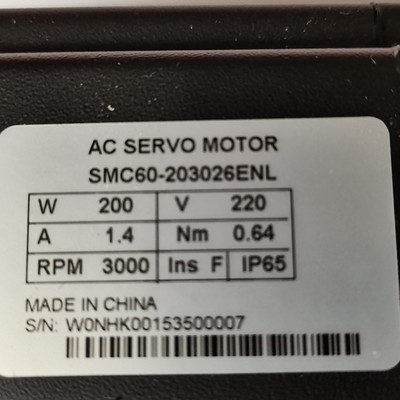 AC SERVO MOTOR
SMC60-203026ENL
W 200 V 220
A 1.4 Nm 0.64
RPM 3000 Ins F IP65
MADE IN CHINA
S/N: W0NHK00153500007